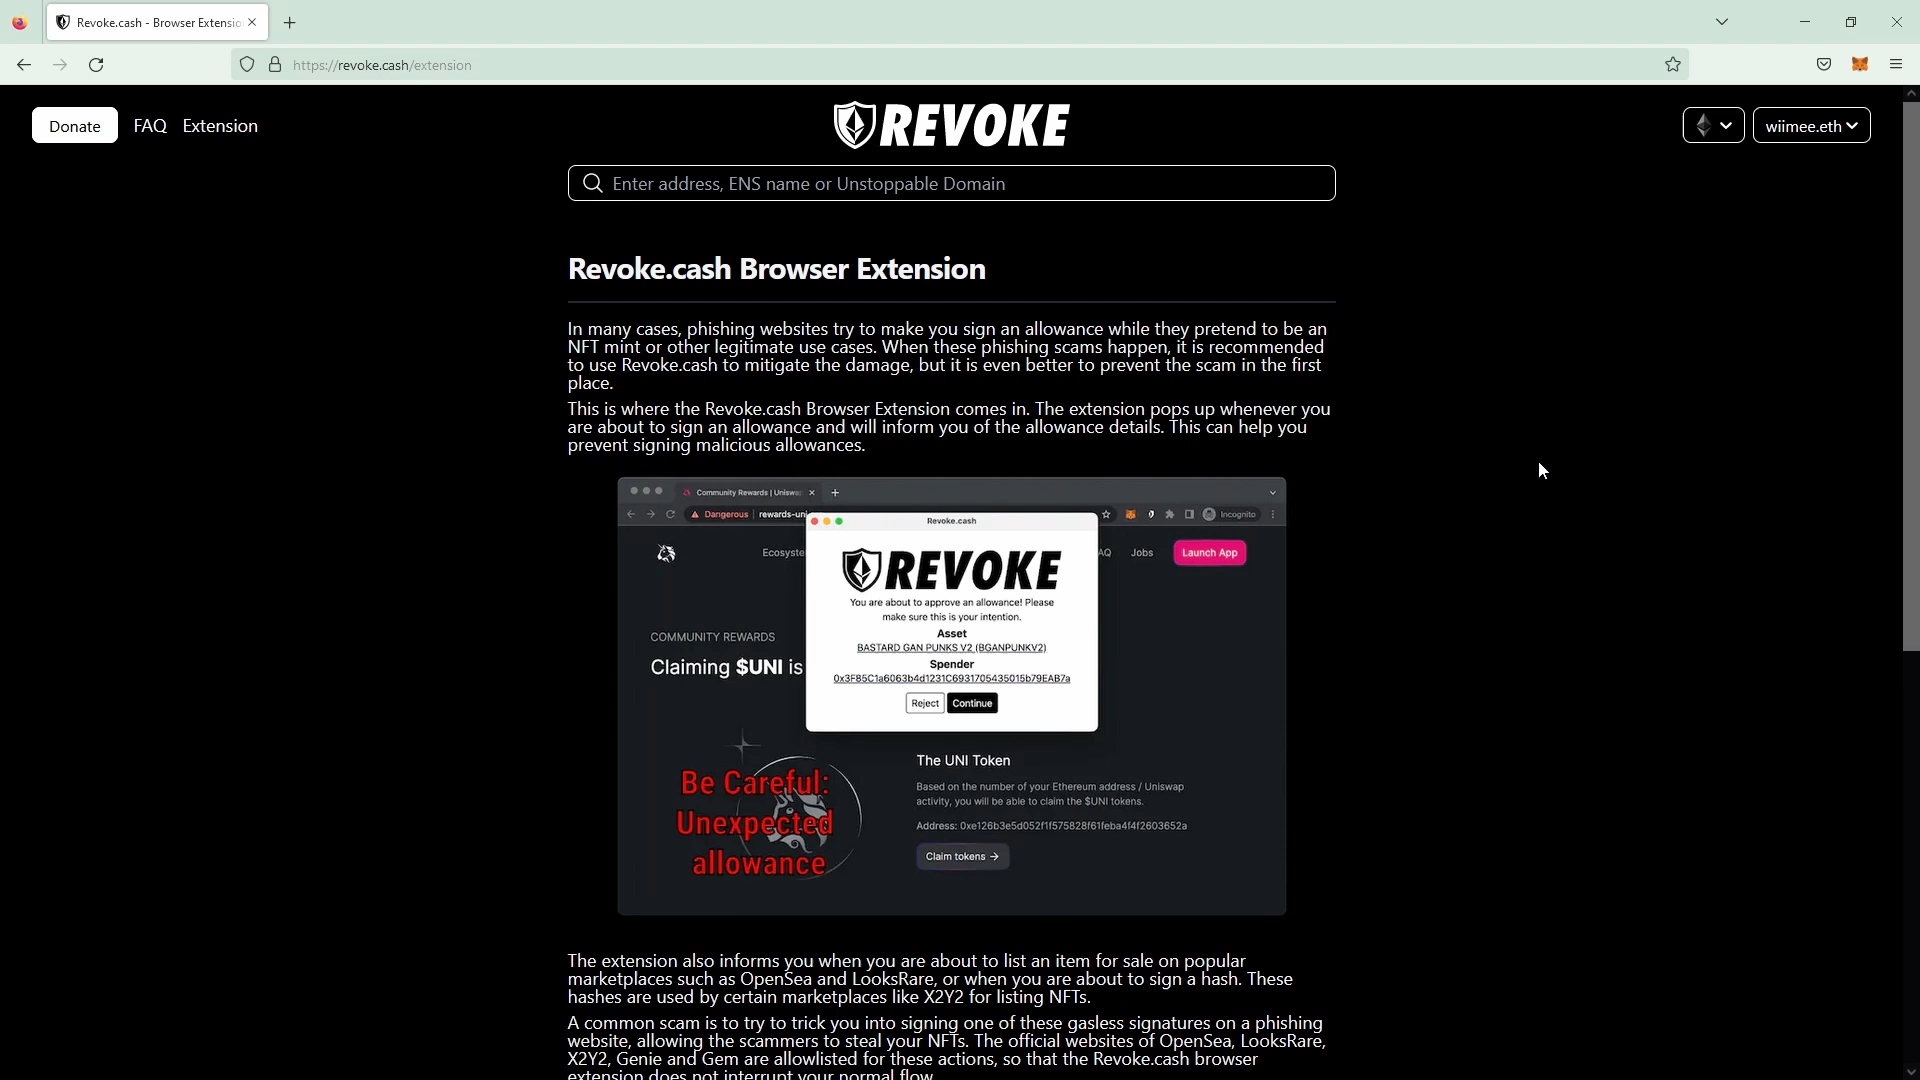 Revoke.cash - Browser Extensio
https://revoke.cash/extension
Donate
FAQ
Extension
REVOKE
wiimee.eth
Enter address, ENS name or Unstoppable Domain
Revoke.cash Browser Extension
In many cases, phishing websites try to make you sign an allowance while they pretend to be an
NFT mint or other legitimate use cases. When these phishing scams happen, it is recommended
to use Revoke.cash to mitigate the damage, but it is even better to prevent the scam in the first
place.
This is where the Revoke.cash Browser Extension comes in. The extension pops up whenever you
are about to sign an allowance and will inform you of the allowance details. This can help you
prevent signing malicious allowances.
Community Rewards | Uniswa
Dangerous
rewards-uni
Incognito
Revoke.cash
Ecosyste
AQ
Jobs
Launch App
REVOKE
You are about to approve an allowance! Please
make sure this is your intention.
Asset
BASTARD GAN PUNKS V2 (BGANPUNKV2)
Spender
0x3F85C1a6063b4d1231C6931705435015b79EAB7a
Reject
Continue
COMMUNITY REWARDS
Claiming $UNI is
Be Careful:
Unexpected
allowance
The UNI Token
Based on the number of your Ethereum address / Uniswap
activity, you will be able to claim the $UNI tokens.
Address: 0xe126b3e5d052f1f575828f61feba4f4f2603652a
Claim tokens →
The extension also informs you when you are about to list an item for sale on popular
marketplaces such as OpenSea and LooksRare, or when you are about to sign a hash. These
hashes are used by certain marketplaces like X2Y2 for listing NFTs.
A common scam is to try to trick you into signing one of these gasless signatures on a phishing
website, allowing the scammers to steal your NFTs. The official websites of OpenSea, LooksRare,
X2Y2, Genie and Gem are allowlisted for these actions, so that the Revoke.cash browser
extension does not interrupt your normal flow.